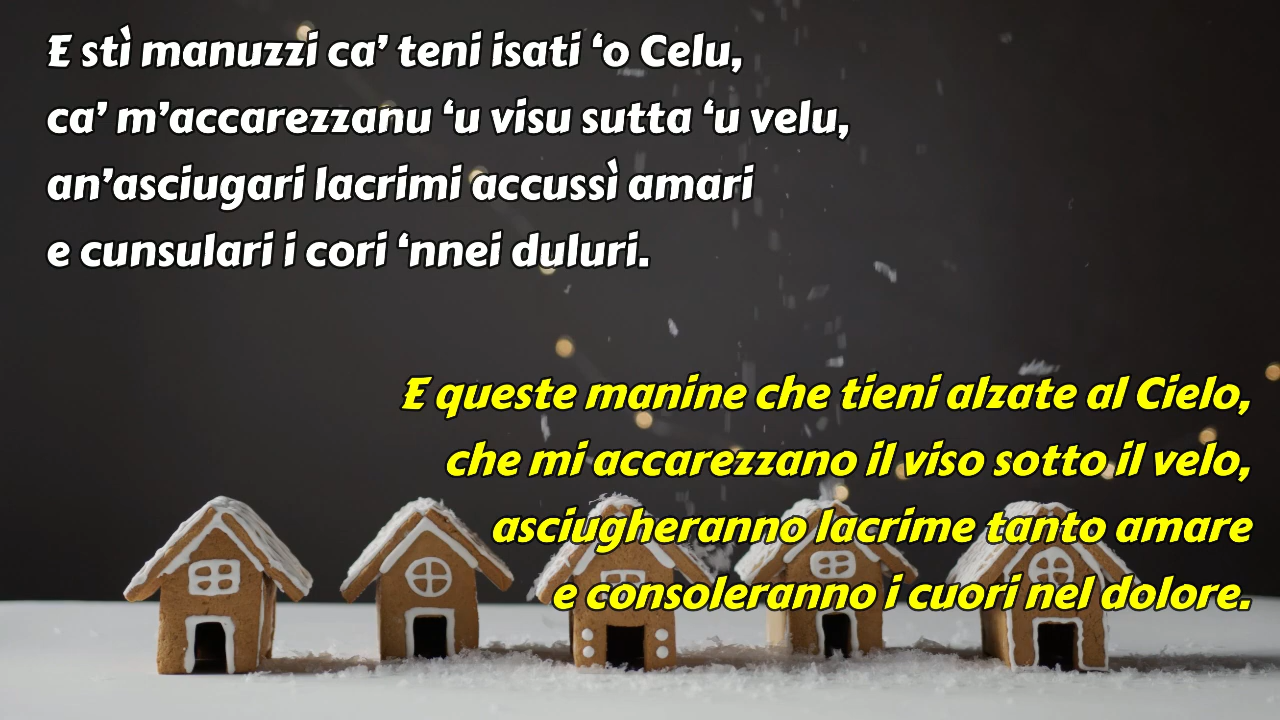 E stì manuzzi ca’ teni isati ‘o Celu,
ca’ m’accarezzanu ‘u visu sutta ‘u velu,
an’asciugari lacrimi accussì amari
e cunsulari i cori ‘nnei duluri.
E queste manine che tieni alzate al Cielo,
che mi accarezzano il viso sotto il velo,
asciugheranno lacrime tanto amare
e consoleranno i cuori nel dolore.